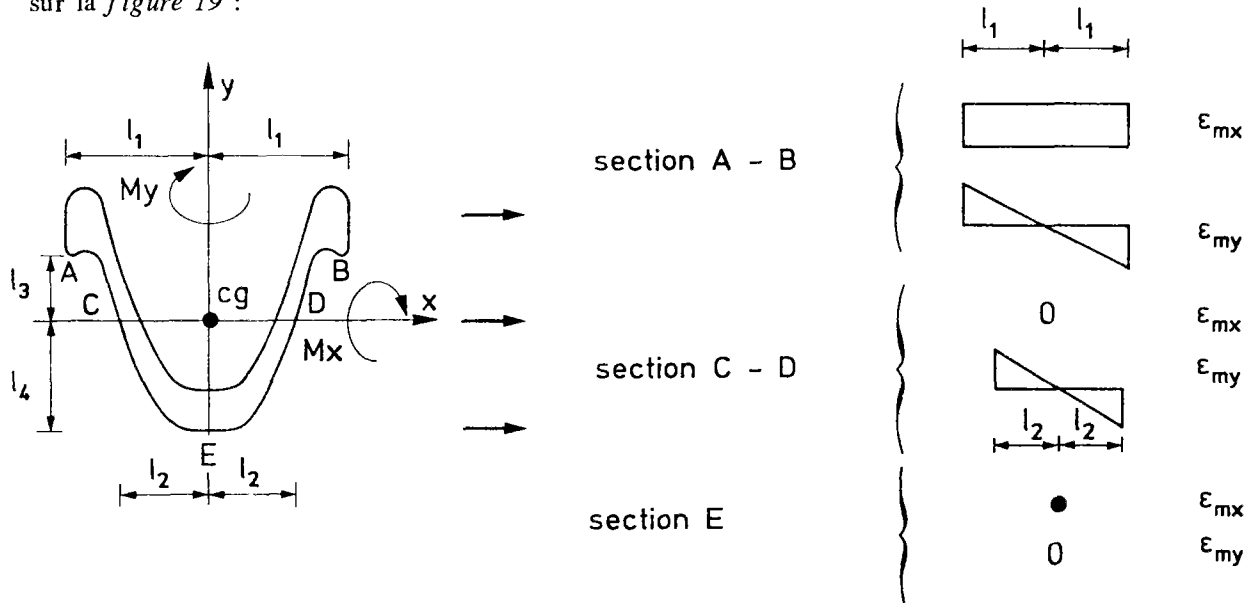 sur la figure 19 :
y
l₁ l₁
My
A
B
l₃
C
cg
D
x
Mx
l₄
E
l₂ l₂
l₁ l₁
section A - B
εmx
εmy
section C - D
0
εmx
εmy
l₂ l₂
section E
εmx
0
εmy